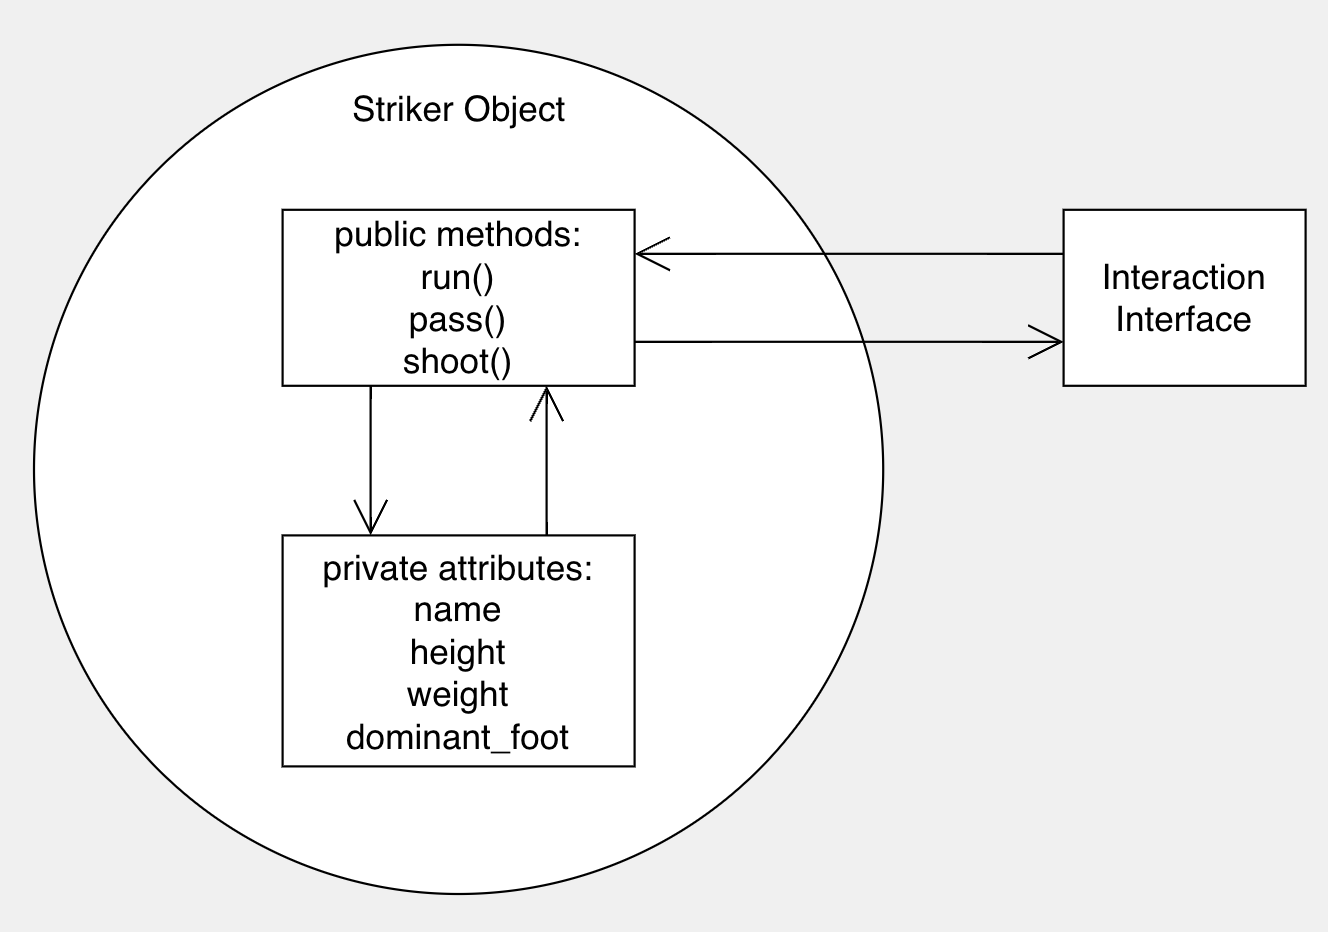 Striker Object
public methods:
run()
pass()
shoot()
Interaction
Interface
private attributes:
name
height
weight
dominant_foot